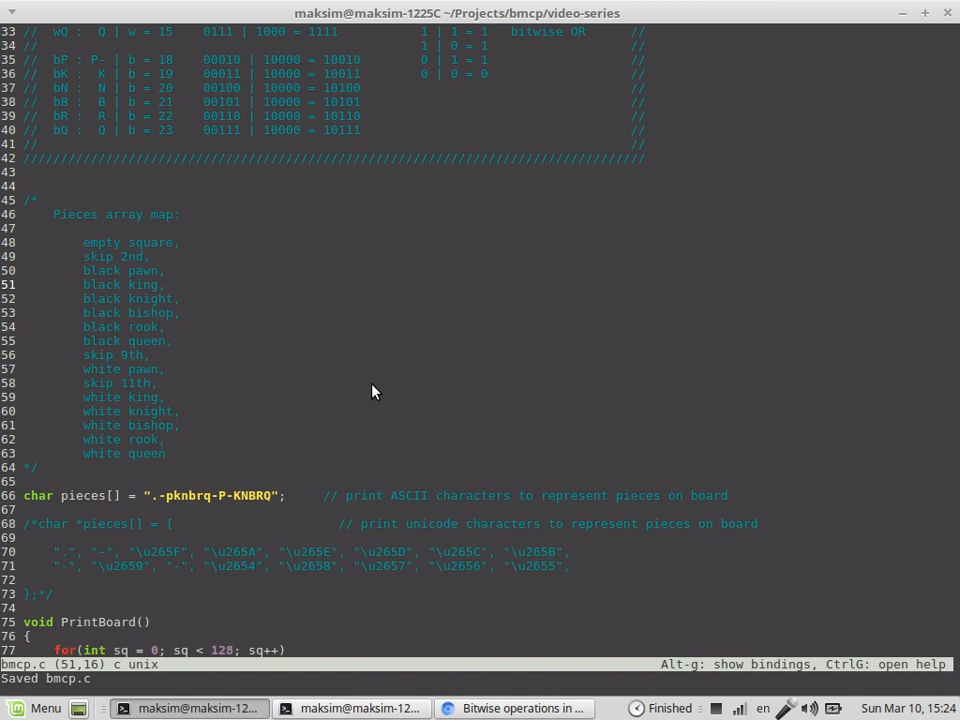 maksim@maksim-1225C ~/Projects/bmcp/video-series
33 //  wQ :  Q | w = 15    0111 | 1000 = 1111           1 | 1 = 1   bitwise OR      //
34 //                                                   1 | 0 = 1                   //
35 //  bP : P- | b = 18    00010 | 10000 = 10010        0 | 1 = 1                   //
36 //  bK :  K | b = 19    00011 | 10000 = 10011        0 | 0 = 0                   //
37 //  bN :  N | b = 20    00100 | 10000 = 10100                                    //
38 //  bB :  B | b = 21    00101 | 10000 = 10101                                    //
39 //  bR :  R | b = 22    00110 | 10000 = 10110                                    //
40 //  bQ :  Q | b = 23    00111 | 10000 = 10111                                    //
41 //                                                                               //
42 ///////////////////////////////////////////////////////////////////////////////////
43
44
45 /*
46     Pieces array map:
47
48         empty square,
49         skip 2nd,
50         black pawn,
51         black king,
52         black knight,
53         black bishop,
54         black rook,
55         black queen,
56         skip 9th,
57         white pawn,
58         skip 11th,
59         white king,
60         white knight,
61         white bishop,
62         white rook,
63         white queen
64 */
65
66 char pieces[] = ".-pknbrq-P-KNBRQ";     // print ASCII characters to represent pieces on board
67
68 /*char *pieces[] = {                      // print unicode characters to represent pieces on board
69
70     ".", "-", "\u265F", "\u265A", "\u265E", "\u265D", "\u265C", "\u265B",
71     "-", "\u2659", "-", "\u2654", "\u2658", "\u2657", "\u2656", "\u2655",
72
73 };*/
74
75 void PrintBoard()
76 {
77     for(int sq = 0; sq < 128; sq++)
bmcp.c (51,16) c unix    Alt-g: show bindings, CtrlG: open help
Saved bmcp.c
Menu    maksim@maksim-12...    maksim@maksim-12...    Bitwise operations in ...    Finished    en    Sun Mar 10, 15:24